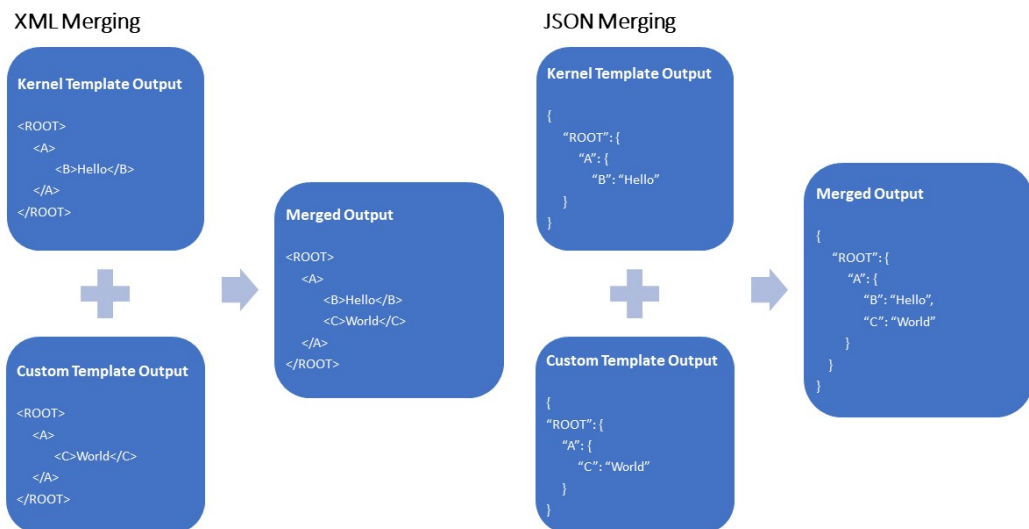 XML Merging
Kernel Template Output
<ROOT>
<A>
<B>Hello</B>
</A>
</ROOT>
Custom Template Output
<ROOT>
<A>
<C>World</C>
</A>
</ROOT>
Merged Output
<ROOT>
<A>
<B>Hello</B>
<C>World</C>
</A>
</ROOT>
JSON Merging
Kernel Template Output
{
“ROOT”: {
“A”: {
“B”: “Hello”
}
}
Custom Template Output
{
“ROOT”: {
“A”: {
“C”: “World”
}
}
Merged Output
{
“ROOT”: {
“A”: {
“B”: “Hello”,
“C”: “World”
}
}
}